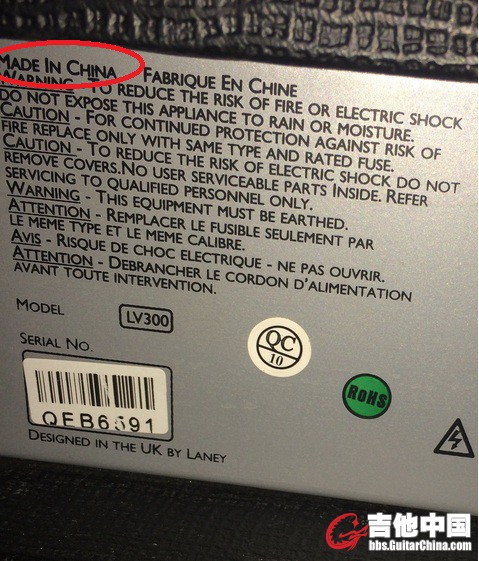 MADE IN CHINA FABRIQUE EN CHINE
WARNING - TO REDUCE THE RISK OF FIRE OR ELECTRIC SHOCK
DO NOT EXPOSE THIS APPLIANCE TO RAIN OR MOISTURE.
CAUTION - FOR CONTINUED PROTECTION AGAINST RISK OF
FIRE REPLACE ONLY WITH SAME TYPE AND RATED FUSE.
CAUTION - TO REDUCE THE RISK OF ELECTRIC SHOCK DO NOT
REMOVE COVERS.NO USER SERVICEABLE PARTS INSIDE. REFER
SERVICING TO QUALIFIED PERSONNEL ONLY.
WARNING - THIS EQUIPMENT MUST BE EARTHED.
ATTENTION - REMPLACER LE FUSIBLE SEULEMENT PAR
LE MEME TYPE ET LE MEME CALIBRE.
AVIS - RISQUE DE CHOC ELECTRIQUE - NE PAS OUVRIR.
ATTENTION - DEBRANCHER LE CORDON D'ALIMENTATION
AVANT TOUTE INTERVENTION.
MODEL LV300
SERIAL NO.
QC
10
RoHS
DESIGNED IN THE UK BY LANEY
吉他中国
bbs.GuitarChina.com